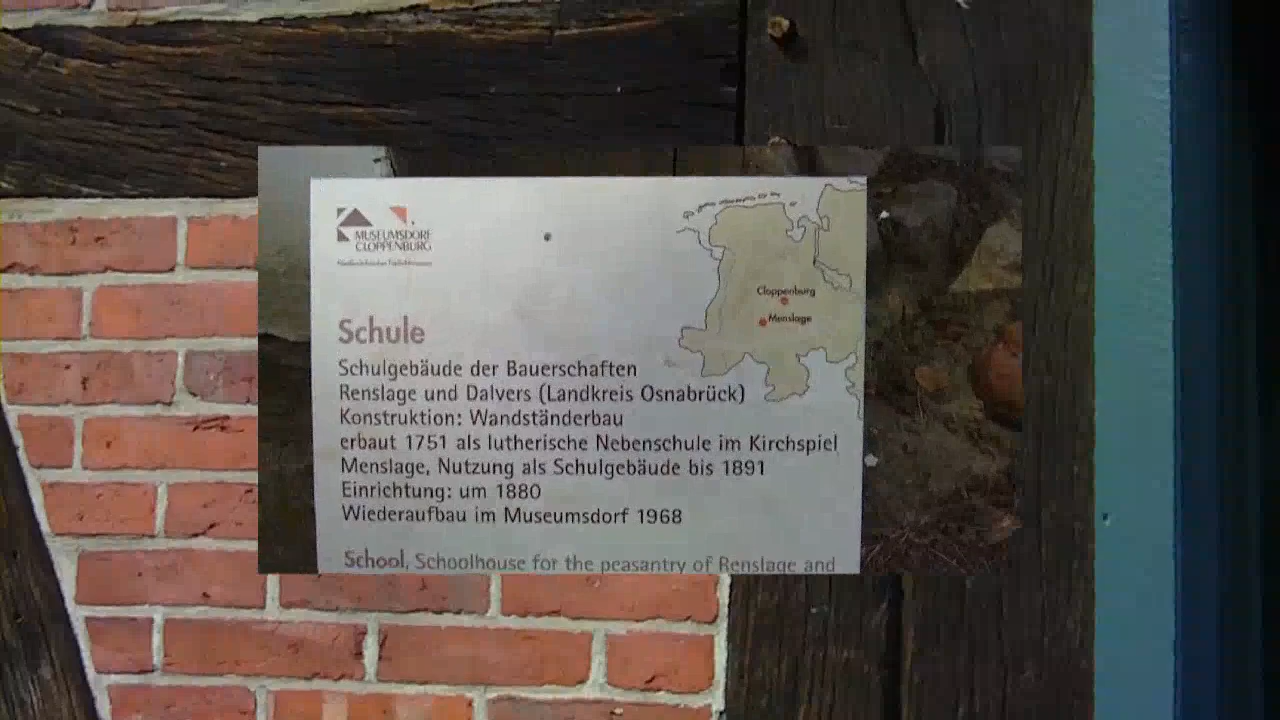 MUSEUMSDORF
CLOPPENBURG
Cloppenburg
Menslage
Schule
Schulgebäude der Bauerschaften
Renslage und Dalvers (Landkreis Osnabrück)
Konstruktion: Wandständerbau
erbaut 1751 als lutherische Nebenschule im Kirchspiel
Menslage, Nutzung als Schulgebäude bis 1891
Einrichtung: um 1880
Wiederaufbau im Museumsdorf 1968
School, Schoolhouse for the peasantry of Renslage and